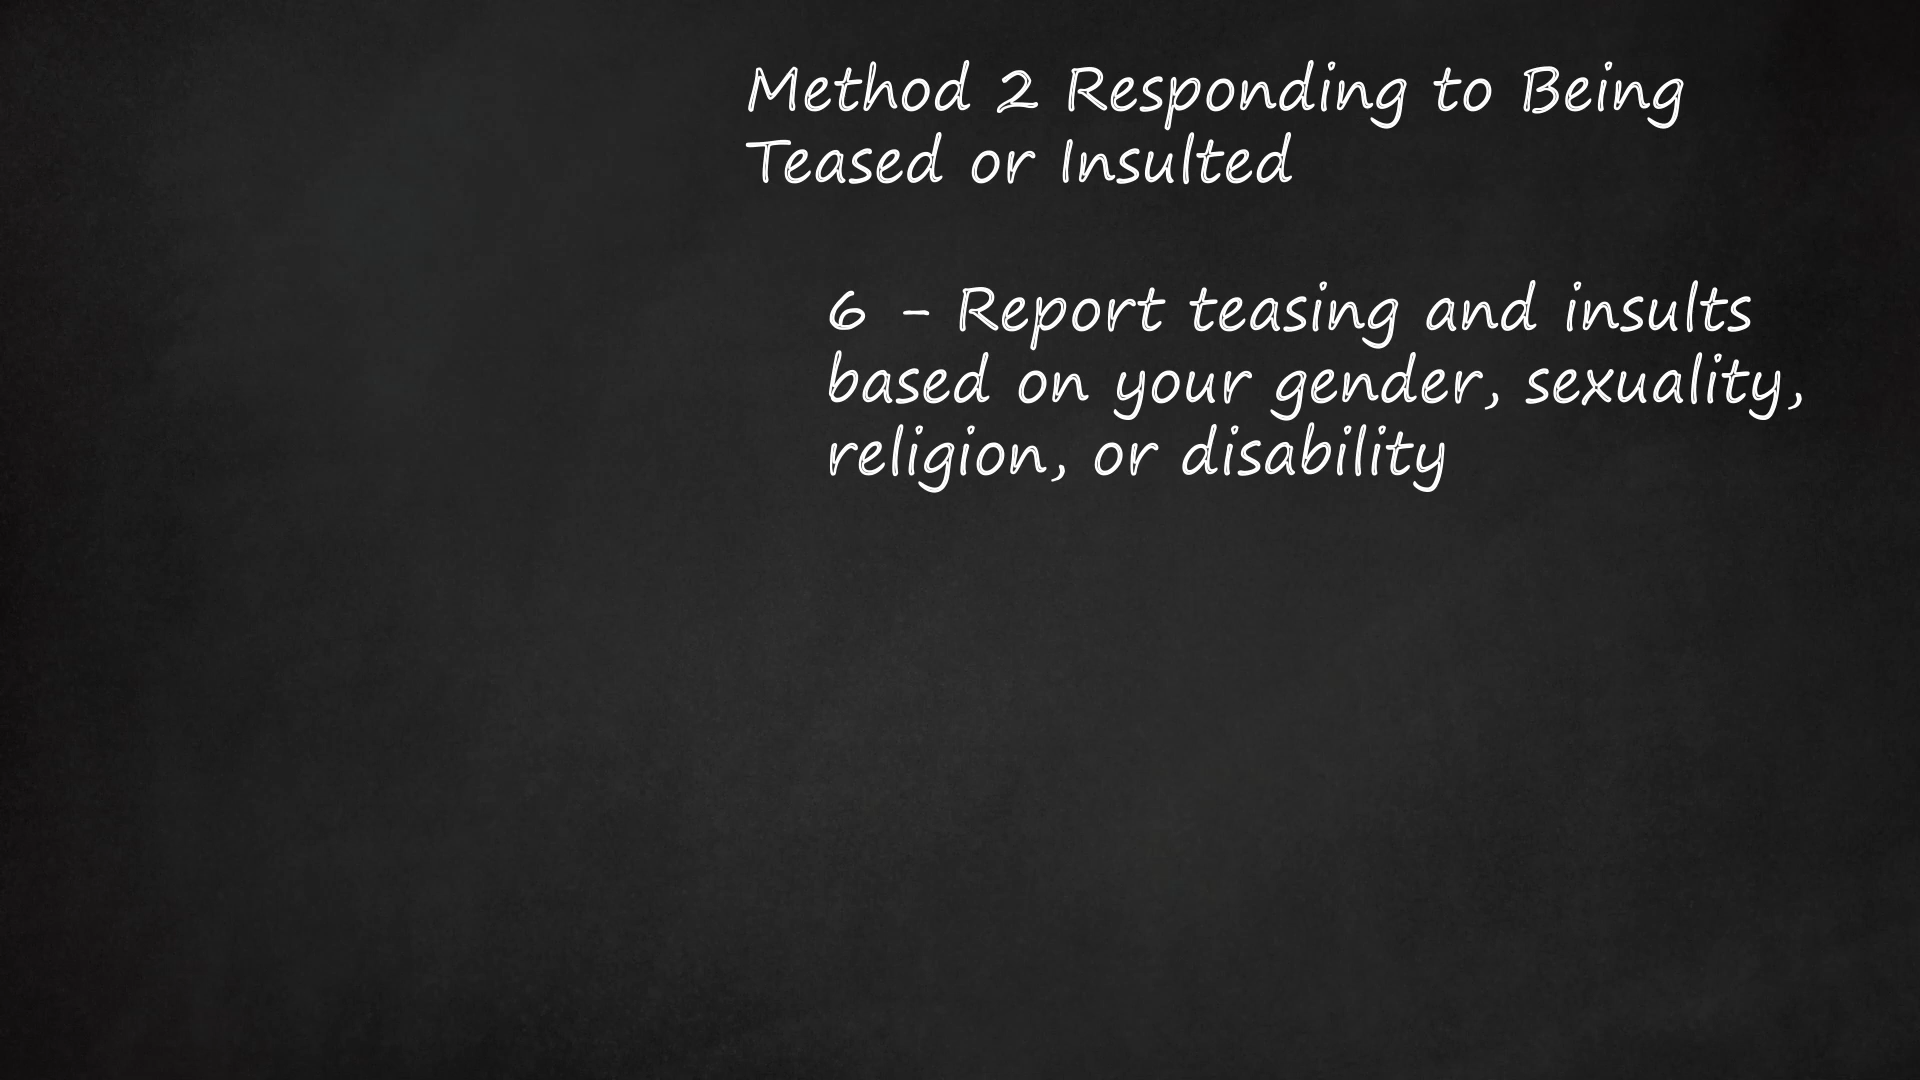 Method 2 Responding to Being
Teased or Insulted
6 - Report teasing and insults
based on your gender, sexuality,
religion, or disability